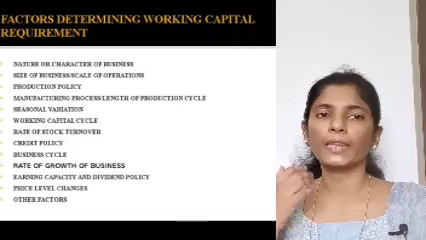 FACTORS DETERMINING WORKING CAPITAL
REQUIREMENT
NATURE OR CHARACTER OF BUSINESS
SIZE OF BUSINESS/SCALE OF OPERATIONS
PRODUCTION POLICY
MANUFACTURING PROCESS/LENGTH OF PRODUCTION CYCLE
SEASONAL VARIATION
WORKING CAPITAL CYCLE
RATE OF STOCK TURNOVER
CREDIT POLICY
BUSINESS CYCLE
RATE OF GROWTH OF BUSINESS
EARNING CAPACITY AND DIVIDEND POLICY
PRICE LEVEL CHANGES
OTHER FACTORS